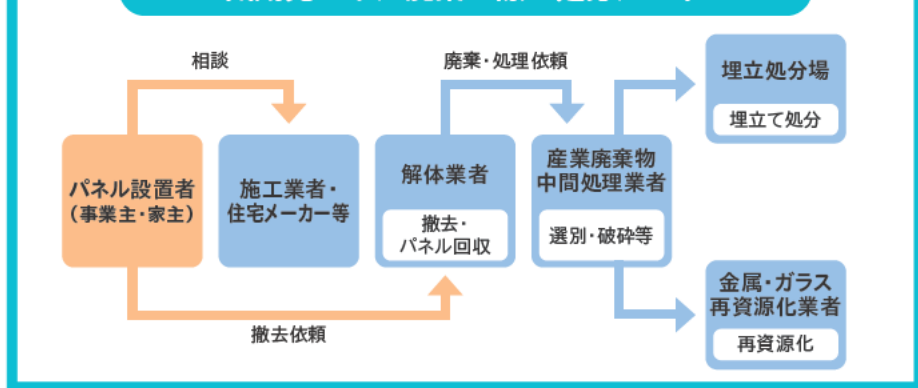 相談
廃棄・処理依頼
埋立処分場
埋立て処分
パネル設置者
(事業主・家主)
施工業者・
住宅メーカー等
解体業者
撤去・
パネル回収
産業廃棄物
中間処理業者
選別・破砕等
金属・ガラス
再資源化業者
再資源化
撤去依頼